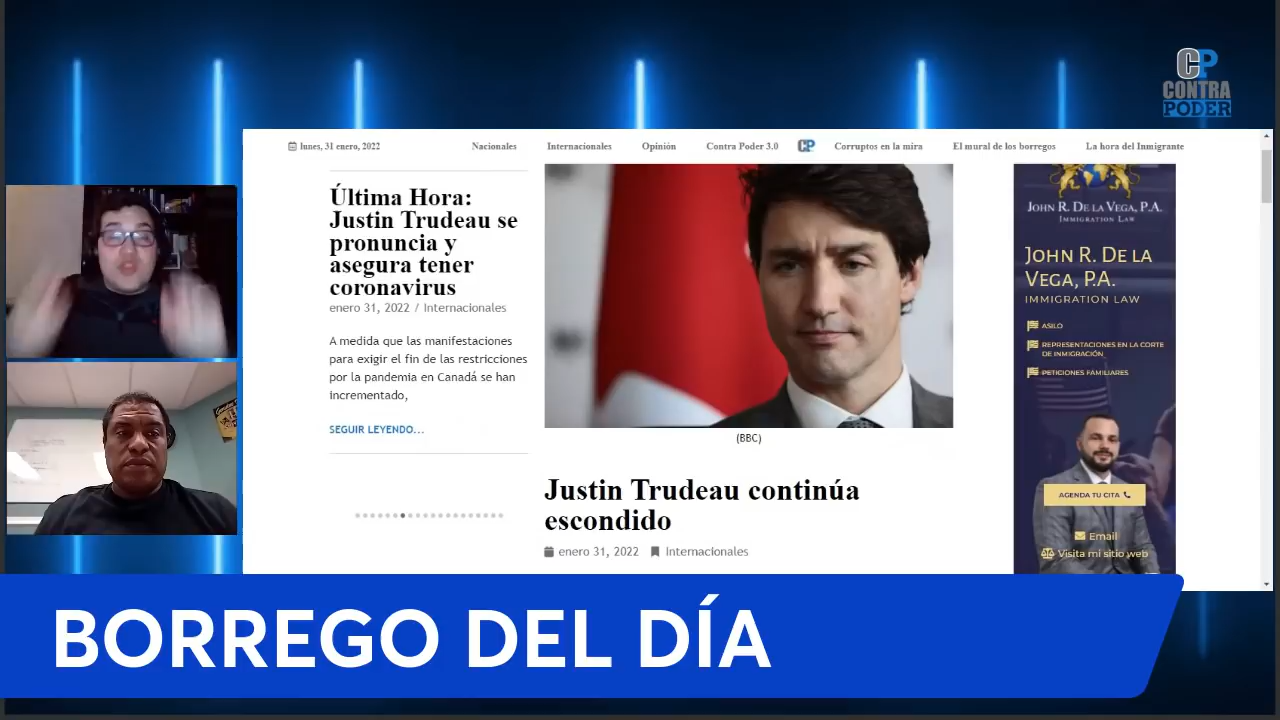 CP
CONTRA
PODER
lunes, 31 enero, 2022
Nacionales
Internacionales
Opinión
Contra Poder 3.0
CP
Corruptos en la mira
El mural de los borregos
La hora del Inmigrante
Última Hora:
Justin Trudeau se
pronuncia y
asegura tener
coronavirus
enero 31, 2022 / Internacionales
A medida que las manifestaciones
para exigir el fin de las restricciones
por la pandemia en Canadá se han
incrementado,
SEGUIR LEYENDO...
(BBC)
Justin Trudeau continúa
escondido
enero 31, 2022 Internacionales
JOHN R. DE LA VEGA, P.A.
IMMIGRATION LAW
JOHN R. DE LA
VEGA, P.A.
IMMIGRATION LAW
ASILO
REPRESENTACIONES EN LA CORTE
DE INMIGRACIÓN
PETICIONES FAMILIARES
AGENDA TU CITA
Email
Visita mi sitio web
BORREGO DEL DÍA